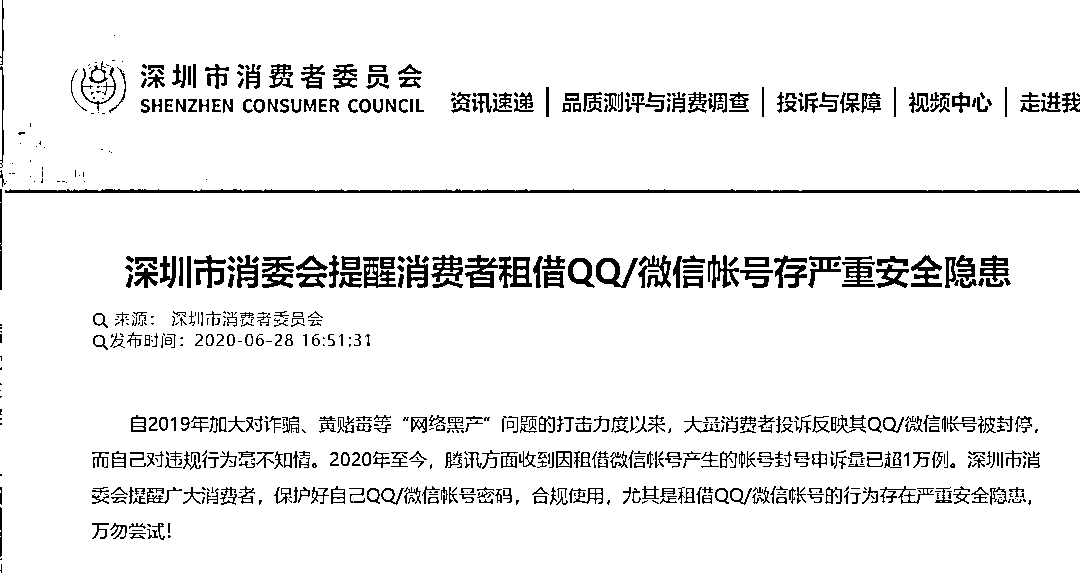 深圳市消费者委员会
SHENZHEN CONSUMER COUNCIL
资讯速递 | 品质测评与消费调查 | 投诉与保障 | 视频中心 | 走进我
深圳市消委会提醒消费者租借QQ/微信帐号存严重安全隐患
来源： 深圳市消费者委员会
发布时间：2020-06-28 16:51:31
自2019年加大对诈骗、黄赌毒等“网络黑产”问题的打击力度以来，大量消费者投诉反映其QQ/微信帐号被封停，
而自己对违规行为毫不知情。2020年至今，腾讯方面收到因租借微信帐号产生的帐号封号申诉量已超1万例。深圳市消
委会提醒广大消费者，保护好自己QQ/微信帐号密码，合规使用，尤其是租借QQ/微信帐号的行为存在严重安全隐患，
万勿尝试！